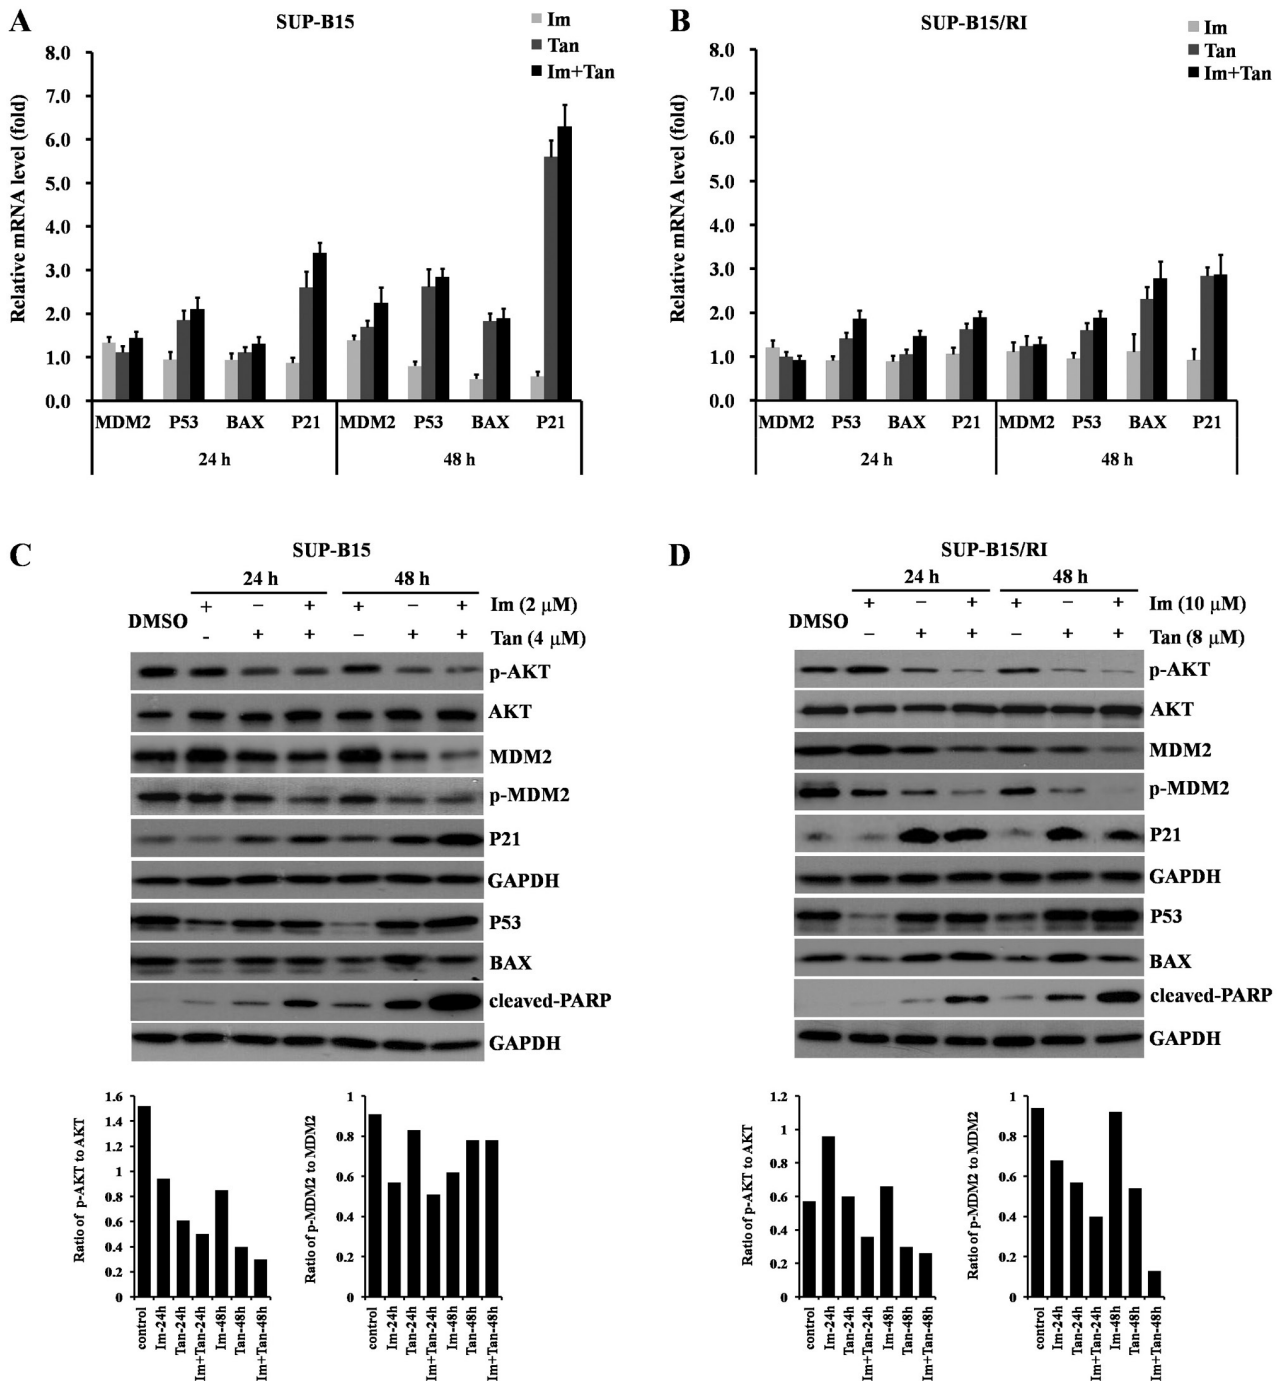 A
SUP-B15
Im
Tan
Im+Tan
Relative mRNA level (fold)
8.0
7.0
6.0
5.0
4.0
3.0
2.0
1.0
0.0
MDM2 P53 BAX P21 MDM2 P53 BAX P21
24 h 48 h
B
SUP-B15/RI
Im
Tan
Im+Tan
Relative mRNA level (fold)
8.0
7.0
6.0
5.0
4.0
3.0
2.0
1.0
0.0
MDM2 P53 BAX P21 MDM2 P53 BAX P21
24 h 48 h
C
SUP-B15
24 h 48 h
DMSO
+ – + + – + Im (2 μM)
- + + – + + Tan (4 μM)
p-AKT
AKT
MDM2
p-MDM2
P21
GAPDH
P53
BAX
cleaved-PARP
GAPDH
Ratio of p-AKT to AKT
1.6
1.4
1.2
1
0.8
0.6
0.4
0.2
0
control
Im-24h
Tan-24h
Im+Tan-24h
Im-48h
Tan-48h
Im+Tan-48h
Ratio of p-MDM2 to MDM2
1
0.8
0.6
0.4
0.2
0
control
Im-24h
Tan-24h
Im+Tan-24h
Im-48h
Tan-48h
Im+Tan-48h
D
SUP-B15/RI
24 h 48 h
DMSO
+ – + + – + Im (10 μM)
– + + – + + Tan (8 μM)
p-AKT
AKT
MDM2
p-MDM2
P21
GAPDH
P53
BAX
cleaved-PARP
GAPDH
Ratio of p-AKT to AKT
1.2
1
0.8
0.6
0.4
0.2
0
control
Im-24h
Tan-24h
Im+Tan-24h
Im-48h
Tan-48h
Im+Tan-48h
Ratio of p-MDM2 to MDM2
1
0.8
0.6
0.4
0.2
0
control
Im-24h
Tan-24h
Im+Tan-24h
Im-48h
Tan-48h
Im+Tan-48h